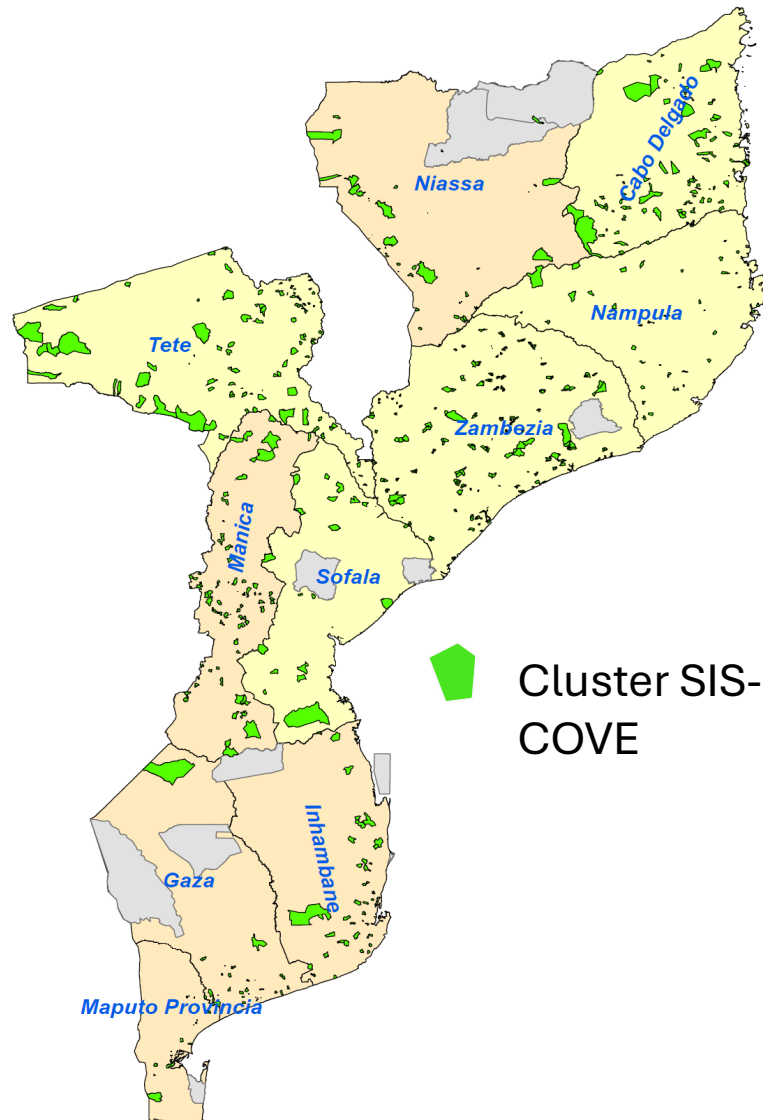 Cabo Delgado
Niassa
Nampula
Tete
Zambezia
Manica
Sofala
Cluster SIS-
COVE
Inhambane
Gaza
Maputo Provincia